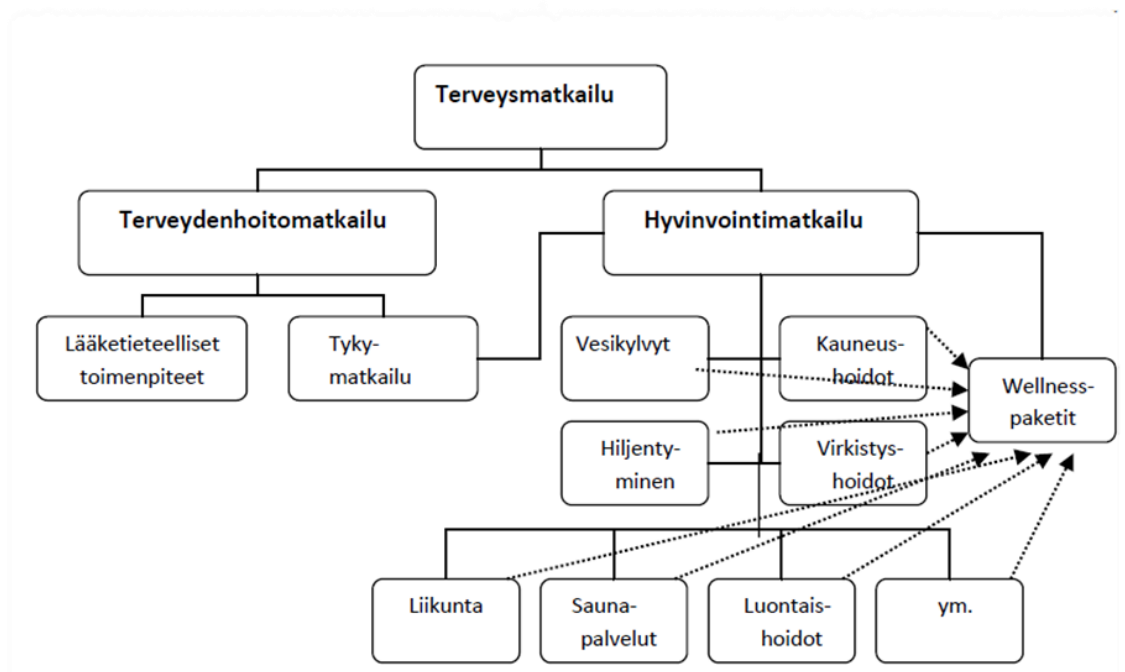 Terveysmatkailu
Terveydenhoitomatkailu
Hyvinvointimatkailu
Lääketieteelliset
toimenpiteet
Tyky-
matkailu
Vesikylvyt
Kauneus-
hoidot
Wellness-
paketit
Hiljenty-
minen
Virkistys-
hoidot
Liikunta
Sauna-
palvelut
Luontais-
hoidot
ym.